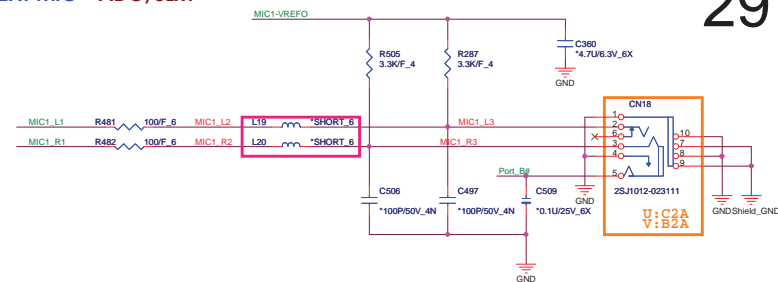 29
MIC1-VREFO
R505
3.3K/F_4
R287
3.3K/F_4
C360
*4.7U/6.3V_6X
GND
CN18
MIC1_L1
R481
100/F_6
MIC1_L2
L19
*SHORT_6
MIC1_L3
MIC1_R1
R482
100/F_6
MIC1_R2
L20
*SHORT_6
MIC1_R3
1
2
6
3
4
5
10
7
8
9
Port_B#
2SJ1012-023111
C506
*100P/50V_4N
C497
*100P/50V_4N
C509
*0.1U/25V_6X
GND
U:C2A
V:B2A
GND
Shield_GND
GND